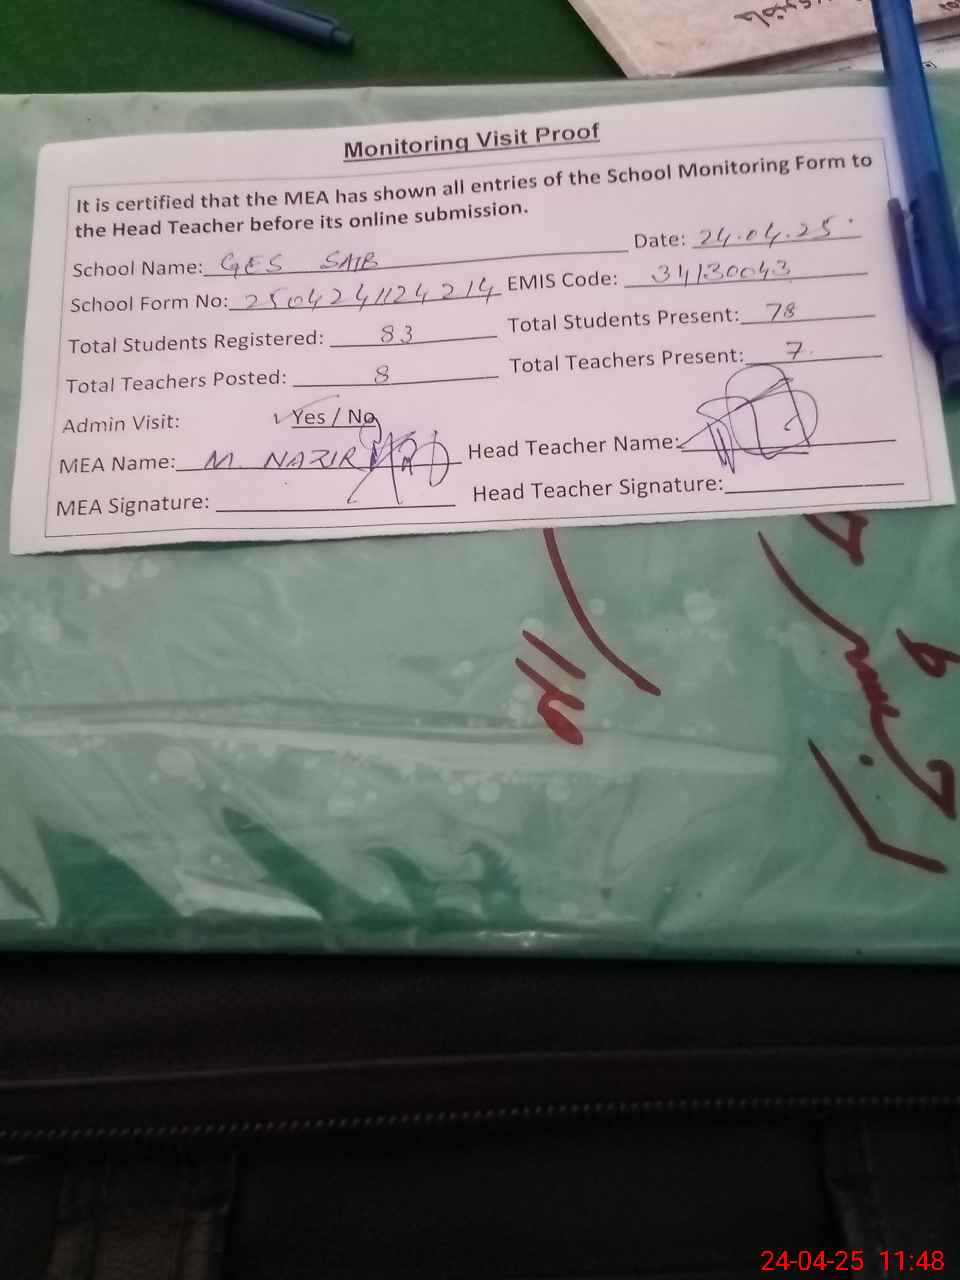 Monitoring Visit Proof
It is certified that the MEA has shown all entries of the School Monitoring Form to
the Head Teacher before its online submission.
School Name: GES SAIB Date: 24.04.25
School Form No: 2504241124214 EMIS Code: 34130043
Total Students Registered: 83 Total Students Present: 78
Total Teachers Posted: 8 Total Teachers Present: 7
Admin Visit: Yes / No
MEA Name: M. NAZIR Head Teacher Name:
MEA Signature: Head Teacher Signature:
24-04-25 11:48